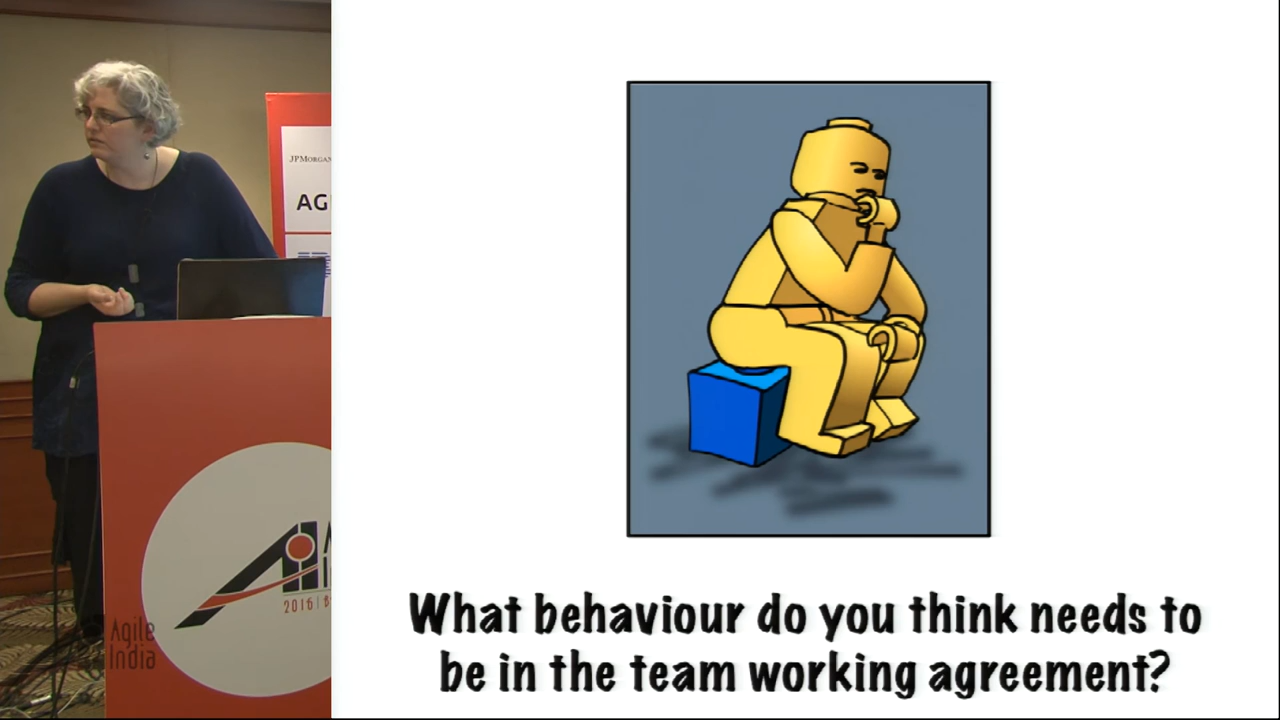 JPMORGAN
AG
2016
Agile
India
What behaviour do you think needs to
be in the team working agreement?